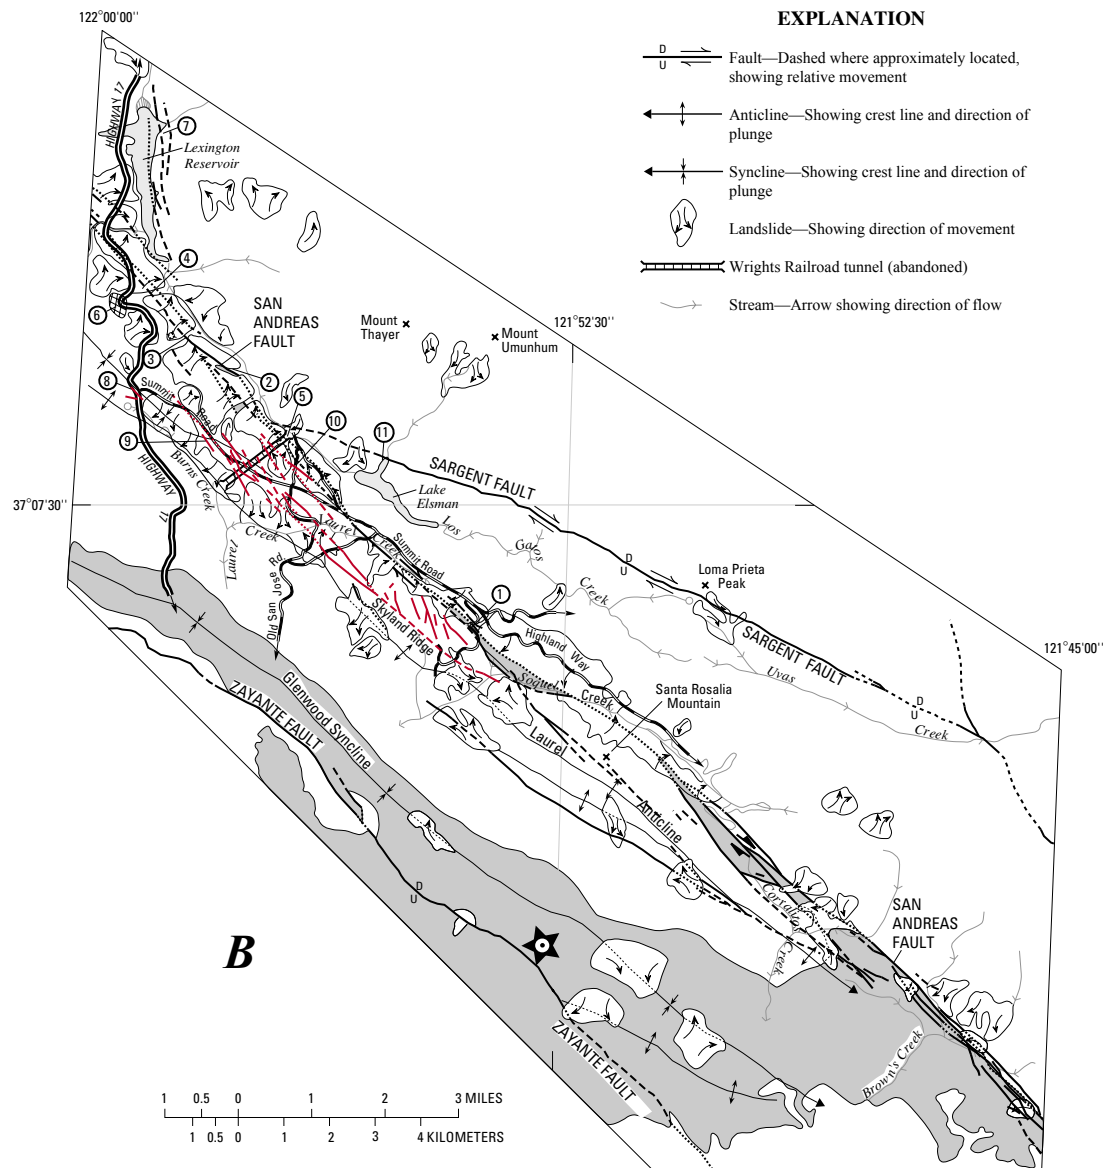 122°00'00"
EXPLANATION
D
U
Fault—Dashed where approximately located,
showing relative movement
Anticline—Showing crest line and direction of
plunge
Syncline—Showing crest line and direction of
plunge
Landslide—Showing direction of movement
Wrights Railroad tunnel (abandoned)
Stream—Arrow showing direction of flow
HIGHWAY 17
7
Lexington
Reservoir
4
6
SAN
ANDREAS
FAULT
Mount
Thayer
Mount
Umunhum
121°52'30"
3
2
8
Summit
Road
5
10
11
9
Burns Creek
HIGHWAY
17
SARGENT FAULT
Lake
Elsman
37°07'30"
Laurel
Creek
Laurel
Creek
Los
Gatos
Creek
Summit Road
Old San Jose Rd.
D
U
Loma Prieta
Peak
1
Skyland Ridge
Highland Way
SARGENT FAULT
121°45'00"
Uvas
Creek
D
U
Soquel
Creek
Santa Rosalia
Mountain
ZAYANTE FAULT
Glenwood Syncline
Laurel
Anticline
D
U
Corralitos
Creek
SAN
ANDREAS
FAULT
B
ZAYANTE FAULT
Brown's Creek
1 0.5 0 1 2 3 MILES
1 0.5 0 1 2 3 4 KILOMETERS